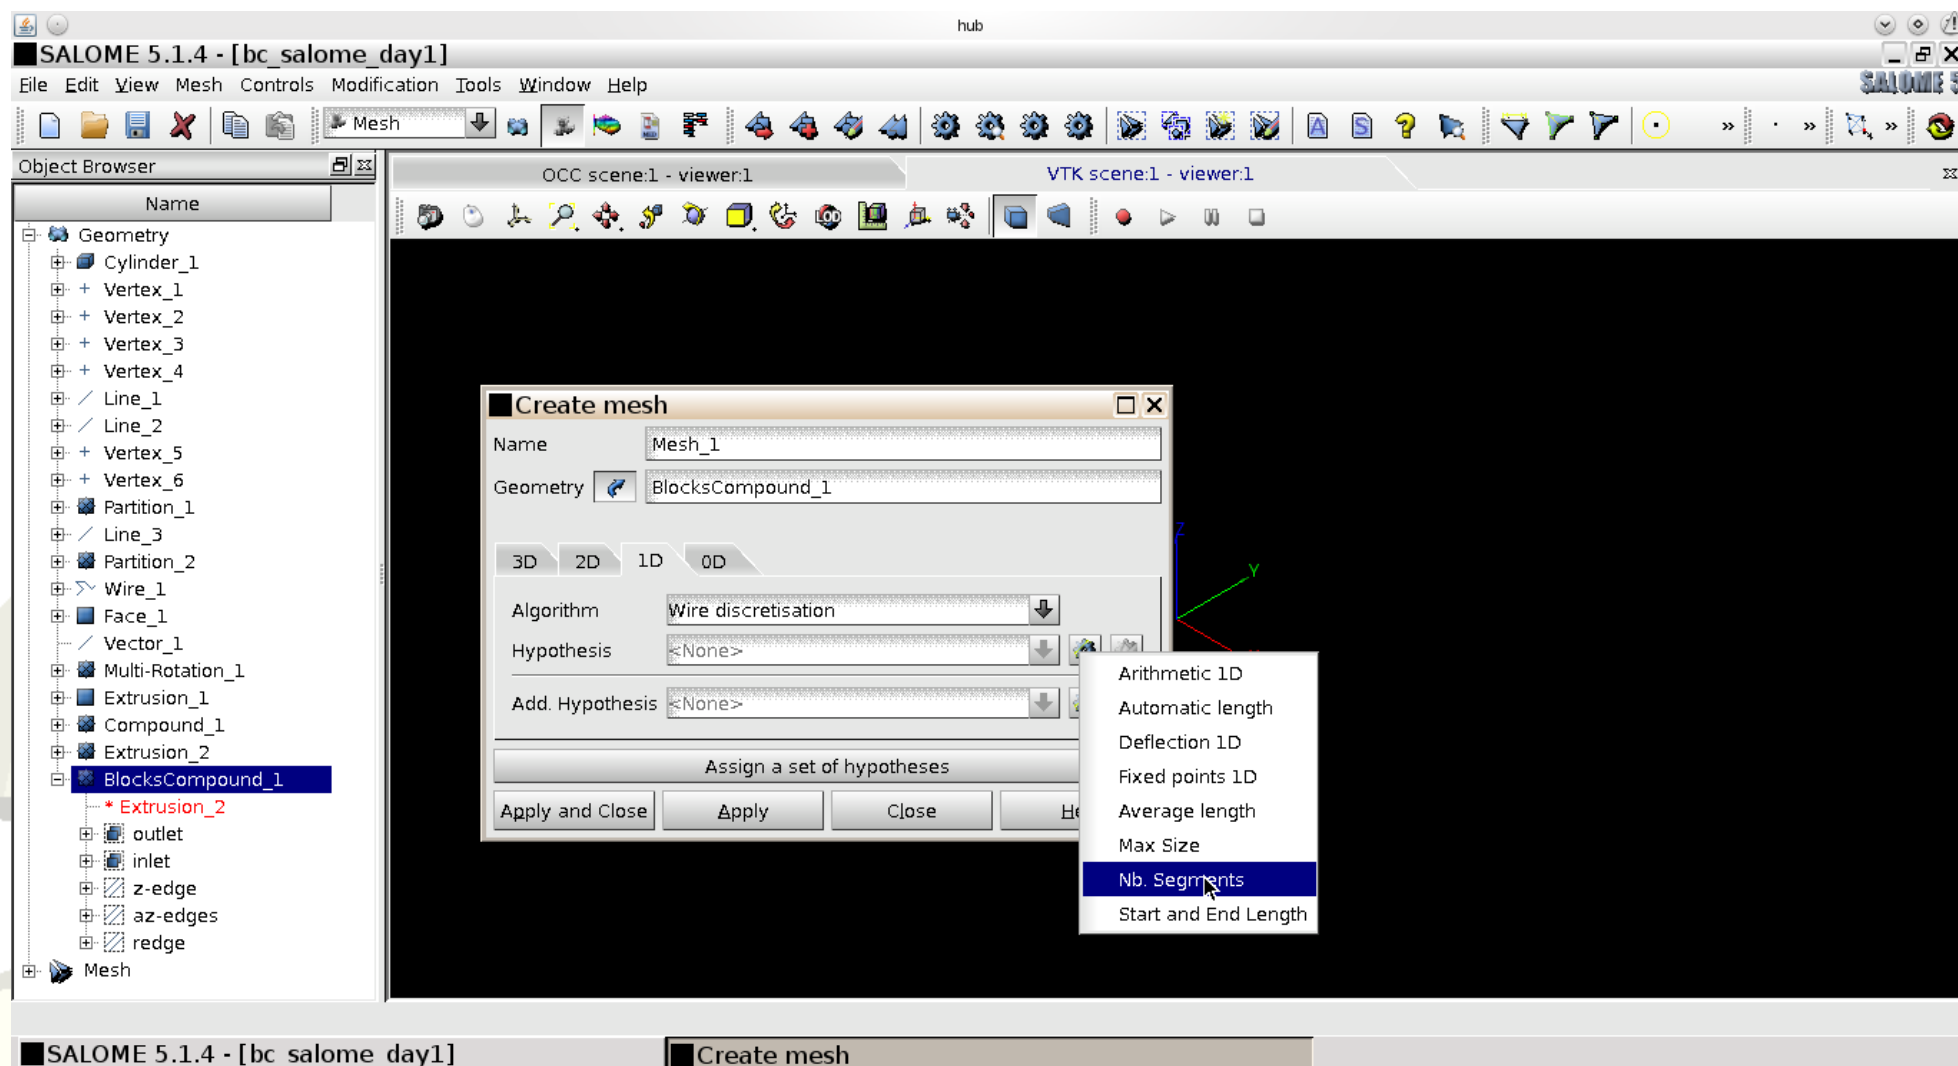 hub
SALOME 5.1.4 - [bc_salome_day1]
File Edit View Mesh Controls Modification Tools Window Help
SALOME 5
Mesh
Object Browser
OCC scene:1 - viewer:1
VTK scene:1 - viewer:1
Name
Geometry
Cylinder_1
Vertex_1
Vertex_2
Vertex_3
Vertex_4
Line_1
Line_2
Vertex_5
Vertex_6
Partition_1
Line_3
Partition_2
Wire_1
Face_1
Vector_1
Multi-Rotation_1
Extrusion_1
Compound_1
Extrusion_2
BlocksCompound_1
* Extrusion_2
outlet
inlet
z-edge
az-edges
redge
Mesh
Create mesh
Name Mesh_1
Geometry BlocksCompound_1
3D 2D 1D 0D
Algorithm Wire discretisation
Hypothesis <None>
Add. Hypothesis <None>
Assign a set of hypotheses
Apply and Close Apply Close He
Z
Y
Arithmetic 1D
Automatic length
Deflection 1D
Fixed points 1D
Average length
Max Size
Nb. Segments
Start and End Length
SALOME 5.1.4 - [bc_salome_day1]
Create mesh